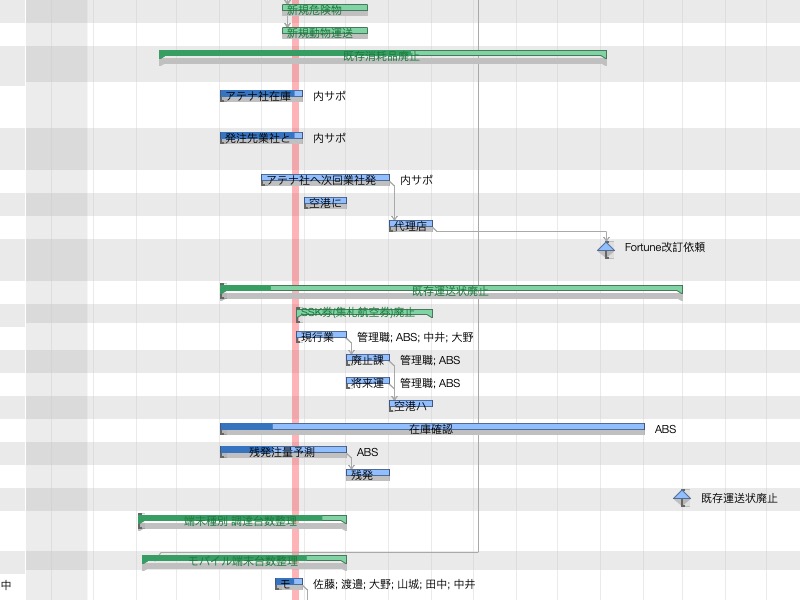 新規危険物
新規動物運送
既存消耗品廃止
アテナ社在庫 内サポ
発注先業社と 内サポ
アテナ社へ次回業社発 内サポ
空港に
代理店
Fortune改訂依頼
既存運送状廃止
SSK券(集札航空券)廃止
現行業 管理職; ABS; 中井; 大野
廃止課 管理職; ABS
将来運 管理職; ABS
空港ハ
在庫確認 ABS
残発注量予測 ABS
残発
既存運送状廃止
端末種別 調達台数整理
モバイル端末台数整理
中 モ 佐藤; 渡邉; 大野; 山城; 田中; 中井